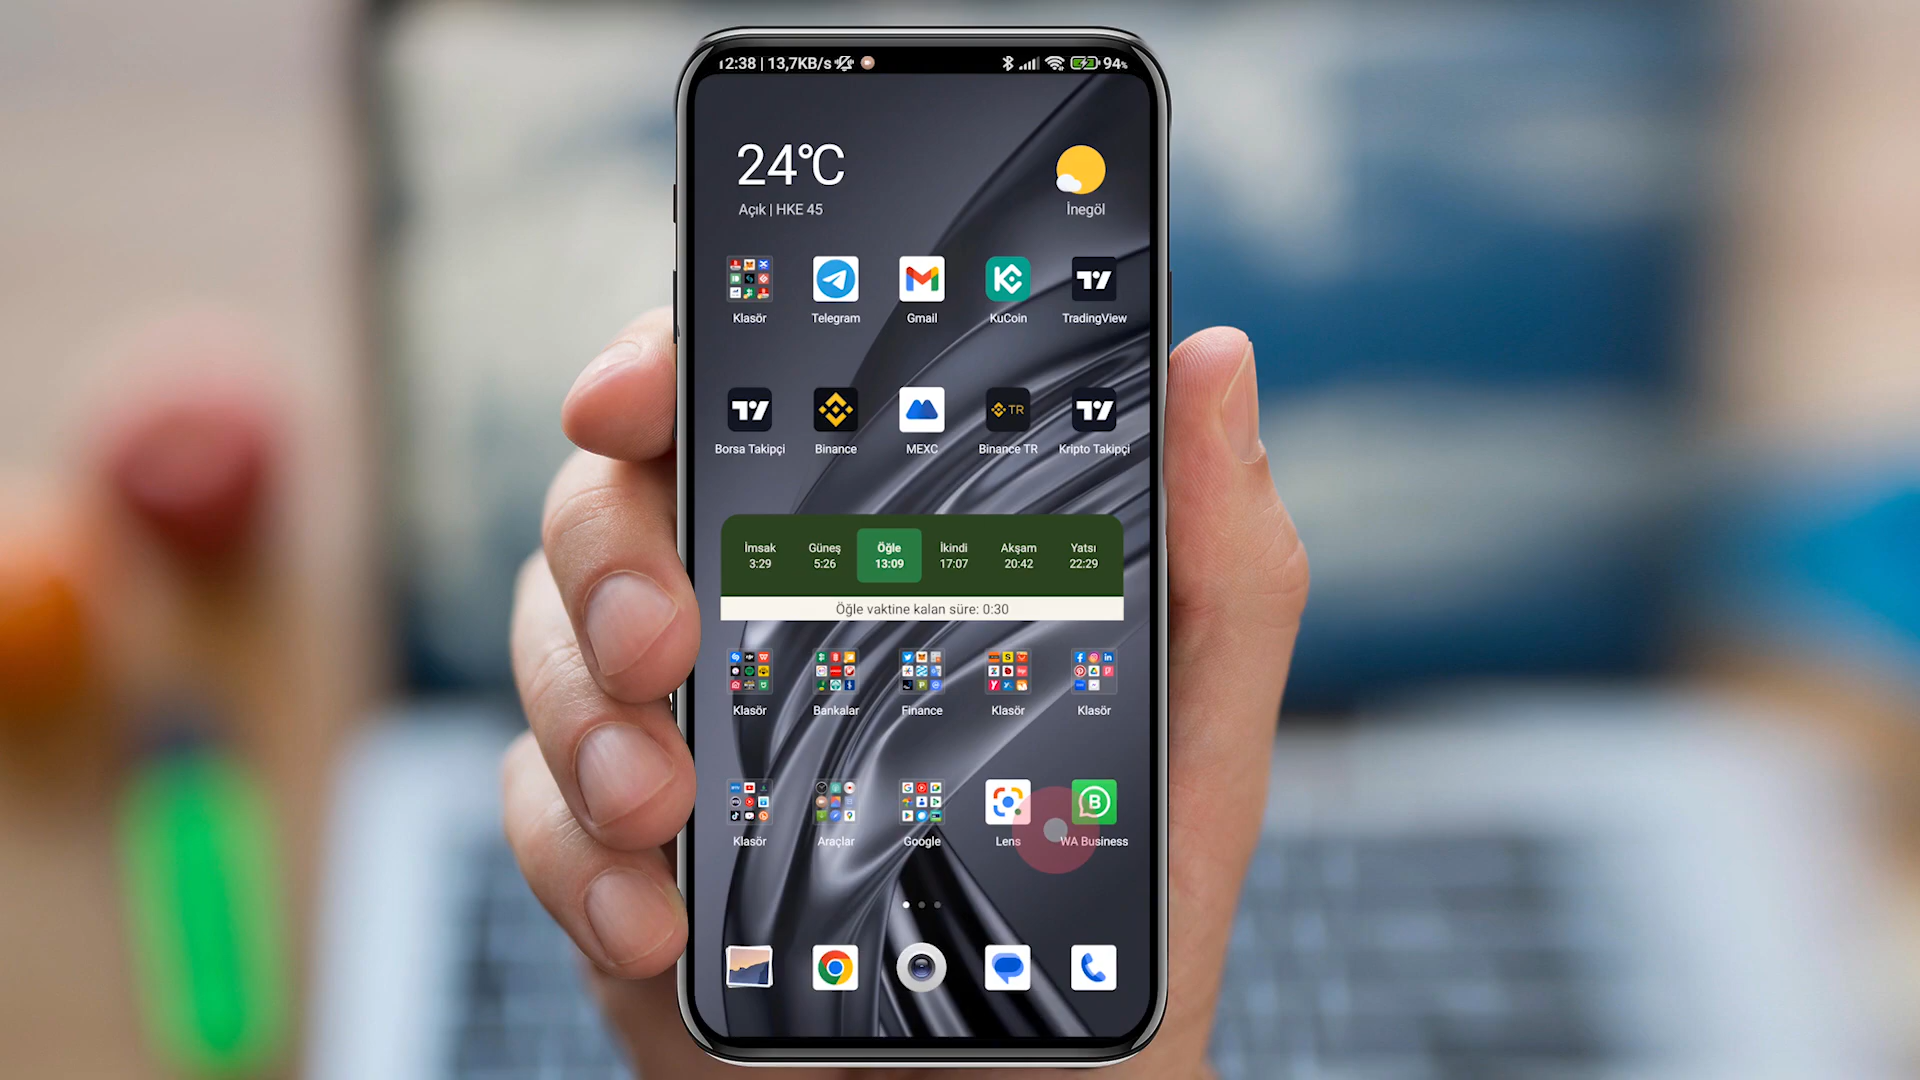 12:38 | 13,7KB/s
94%
24°C
Açık | HKE 45
İnegöl
Klasör
Telegram
Gmail
KuCoin
TradingView
Borsa Takipçi
Binance
MEXC
TR
Binance TR
Kripto Takipçi
İmsak
3:29
Güneş
5:26
Öğle
13:09
İkindi
17:07
Akşam
20:42
Yatsı
22:29
Öğle vaktine kalan süre: 0:30
Klasör
Bankalar
Finance
Klasör
Klasör
Klasör
Araçlar
Google
Lens
WA Business